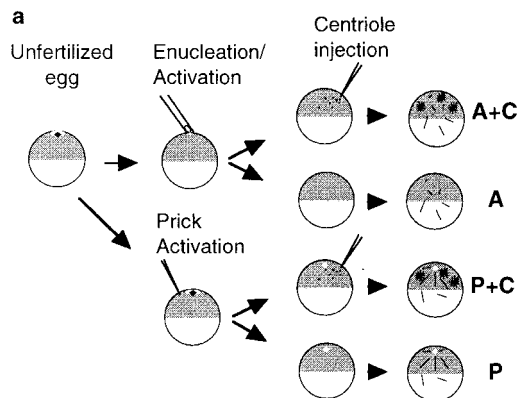 a
Unfertilized
egg
Enucleation/
Activation
Centriole
injection
A+C
A
Prick
Activation
P+C
P